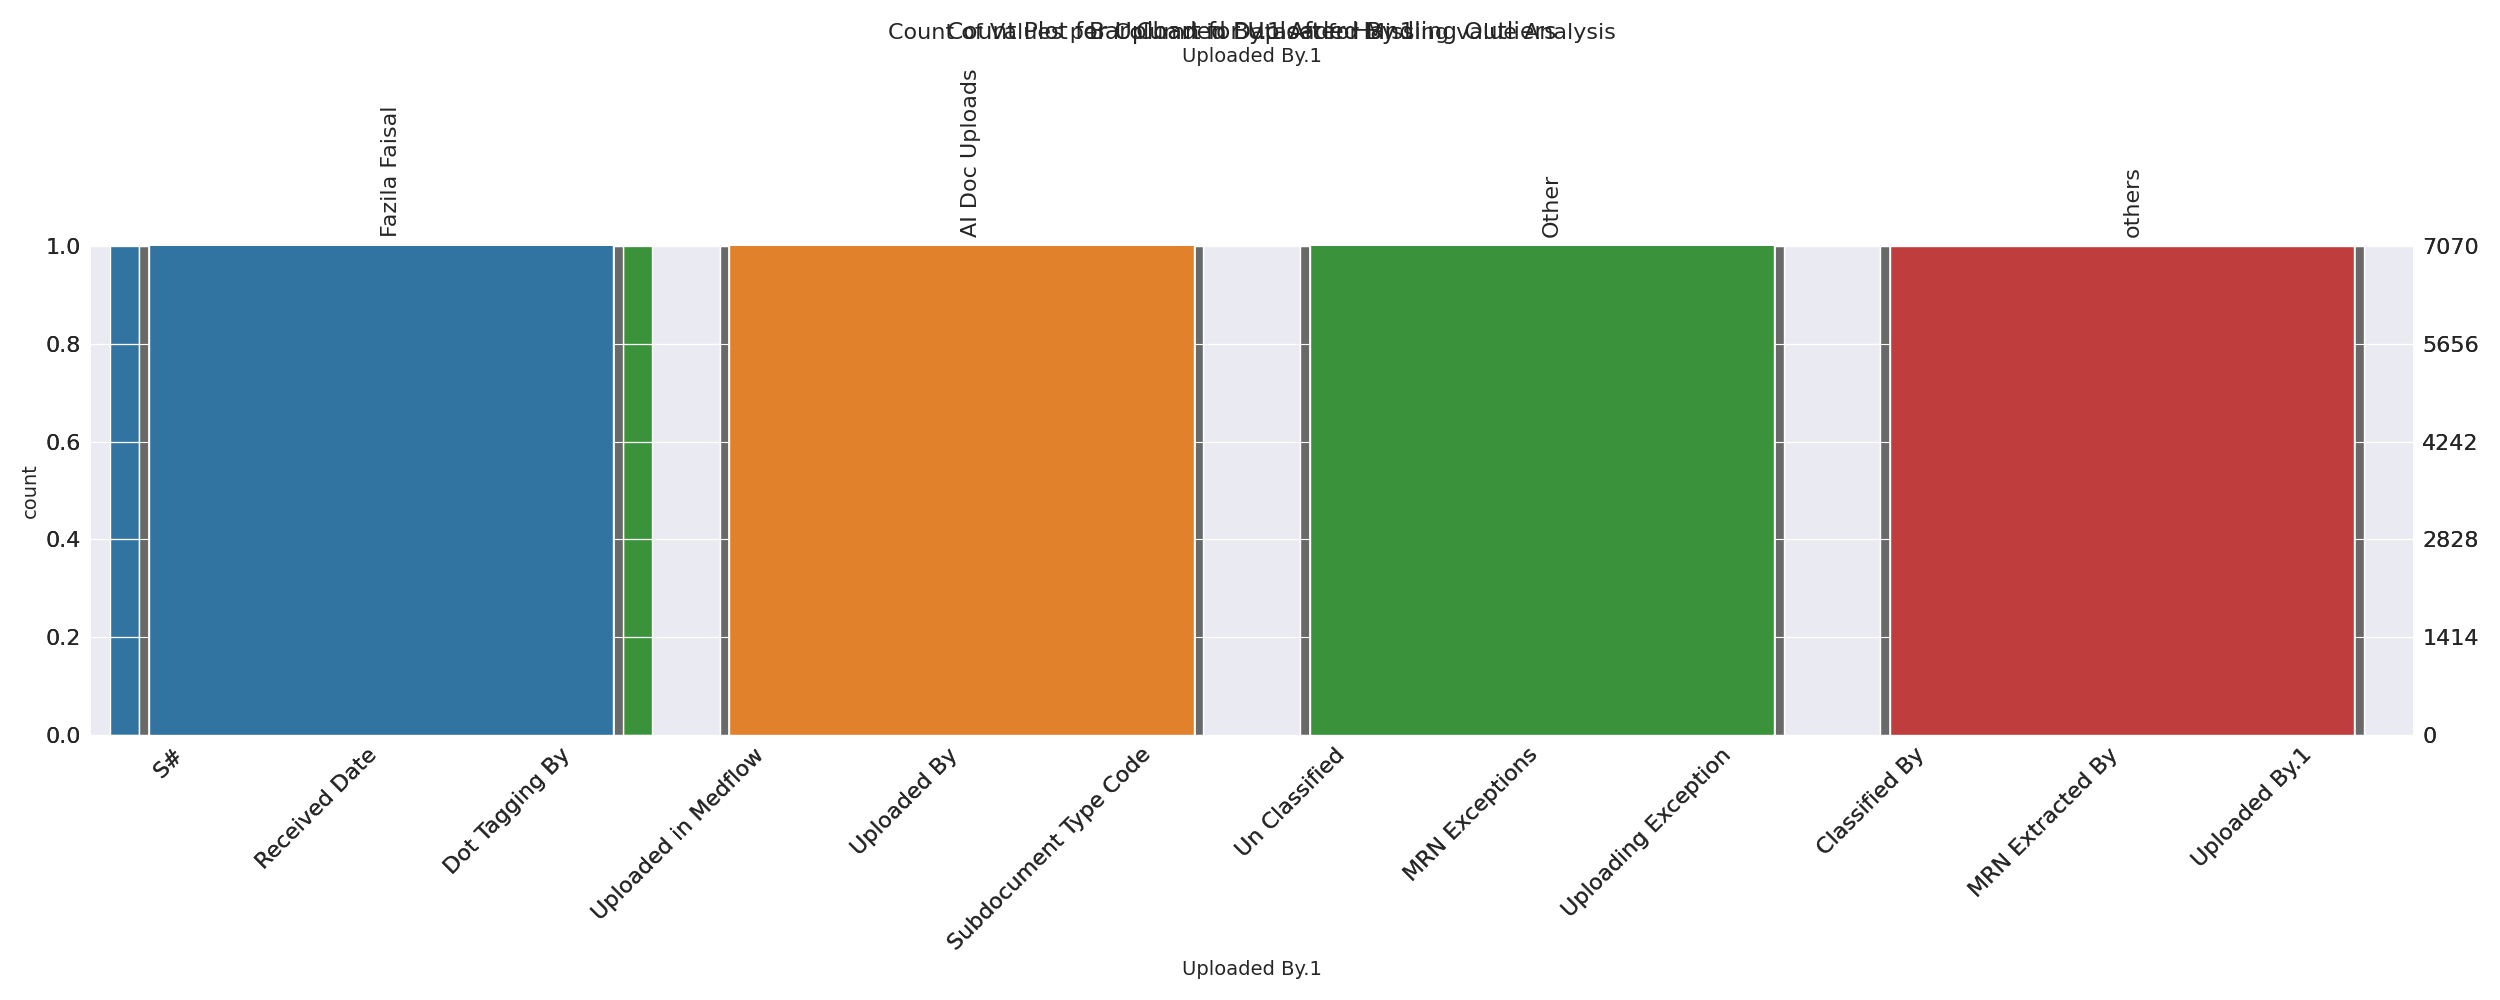 Uploaded By.1
Fazila Faisal
AI Doc Uploads
Other
others
1.0
0.8
0.6
0.4
0.2
0.0
count
7070
5656
4242
2828
1414
0
S#
Received Date
Dot Tagging By
Uploaded in Medflow
Uploaded By
Subdocument Type Code
Un Classified
MRN Exceptions
Uploading Exception
Classified By
MRN Extracted By
Uploaded By.1
Uploaded By.1